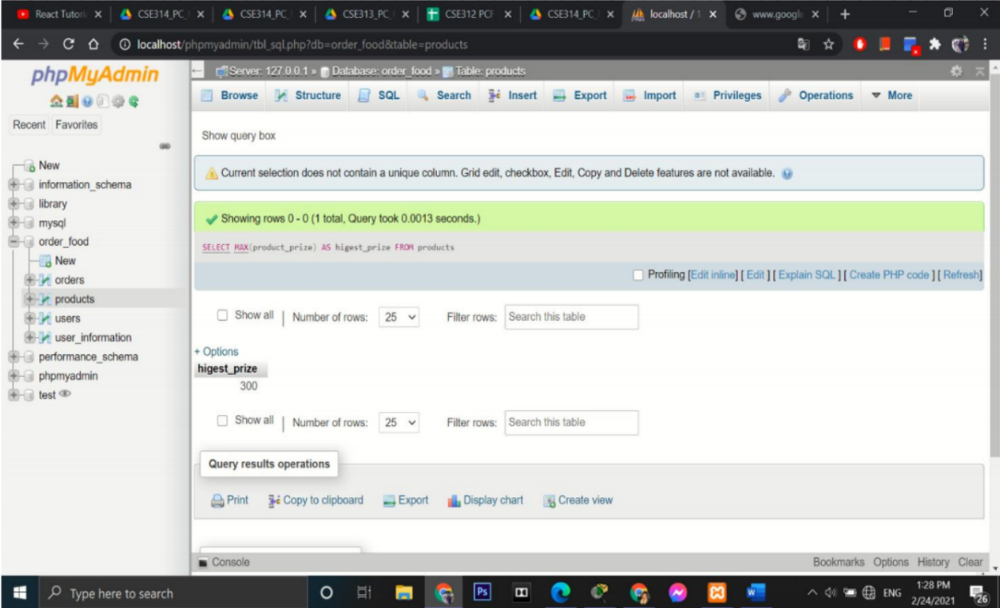 React Tutori
CSE314_PC_
CSE314_PC_
CSE313_PC_
CSE312 PCF
CSE314_PC_
localhost / 1
www.google
localhost/phpmyadmin/tbl_sql.php?db=order_food&table=products
phpMyAdmin
Recent Favorites
New
information_schema
library
mysql
order_food
New
orders
products
users
user_information
performance_schema
phpmyadmin
test
Server: 127.0.0.1 » Database: order_food » Table: products
Browse Structure SQL Search Insert Export Import Privileges Operations More
Show query box
Current selection does not contain a unique column. Grid edit, checkbox, Edit, Copy and Delete features are not available.
Showing rows 0 - 0 (1 total, Query took 0.0013 seconds.)
SELECT MAX(product_prize) AS higest_prize FROM products
Profiling [Edit inline] [ Edit ] [ Explain SQL ] [ Create PHP code ] [ Refresh]
Show all | Number of rows: 25 Filter rows: Search this table
+ Options
higest_prize
300
Show all | Number of rows: 25 Filter rows: Search this table
Query results operations
Print Copy to clipboard Export Display chart Create view
Console Bookmarks Options History Clear
Type here to search
Ps
ENG
1:28 PM
2/24/2021
26